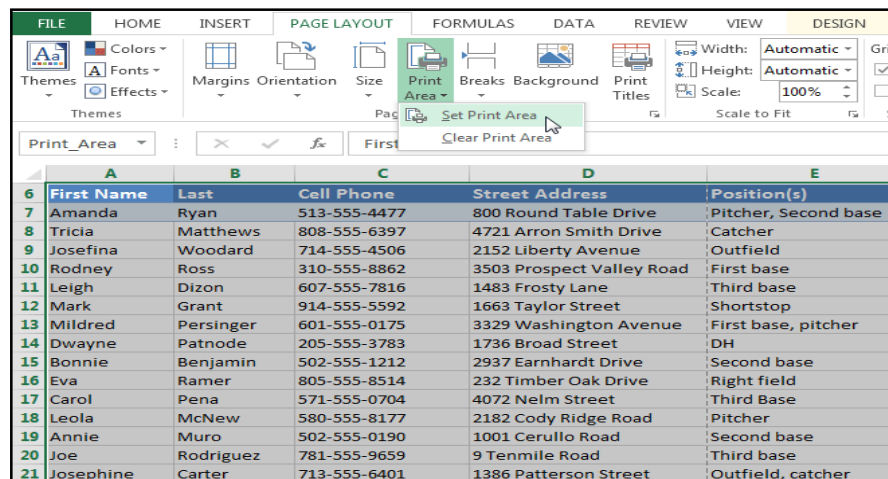 FILE HOME INSERT PAGE LAYOUT FORMULAS DATA REVIEW VIEW DESIGN
Colors Width: Automatic Gri
Fonts Height: Automatic
Themes Effects Margins Orientation Size Print Area Breaks Background Print Titles Scale: 100%
Themes Pag Scale to Fit
Set Print Area
Clear Print Area
Print_Area fx First
A B C D E
6 First Name Last Cell Phone Street Address Position(s)
7 Amanda Ryan 513-555-4477 800 Round Table Drive Pitcher, Second base
8 Tricia Matthews 808-555-6397 4721 Arron Smith Drive Catcher
9 Josefina Woodard 714-555-4506 2152 Liberty Avenue Outfield
10 Rodney Ross 310-555-8862 3503 Prospect Valley Road First base
11 Leigh Dizon 607-555-7816 1483 Frosty Lane Third base
12 Mark Grant 914-555-5592 1663 Taylor Street Shortstop
13 Mildred Persinger 601-555-0175 3329 Washington Avenue First base, pitcher
14 Dwayne Patnode 205-555-3783 1736 Broad Street DH
15 Bonnie Benjamin 502-555-1212 2937 Earnhardt Drive Second base
16 Eva Ramer 805-555-8514 232 Timber Oak Drive Right field
17 Carol Pena 571-555-0704 4072 Nelm Street Third Base
18 Leola McNew 580-555-8177 2182 Cody Ridge Road Pitcher
19 Annie Muro 502-555-0190 1001 Cerullo Road Second base
20 Joe Rodriguez 781-555-9659 9 Tenmile Road Third base
21 Josephine Carter 713-555-6401 1386 Patterson Street Outfield, catcher